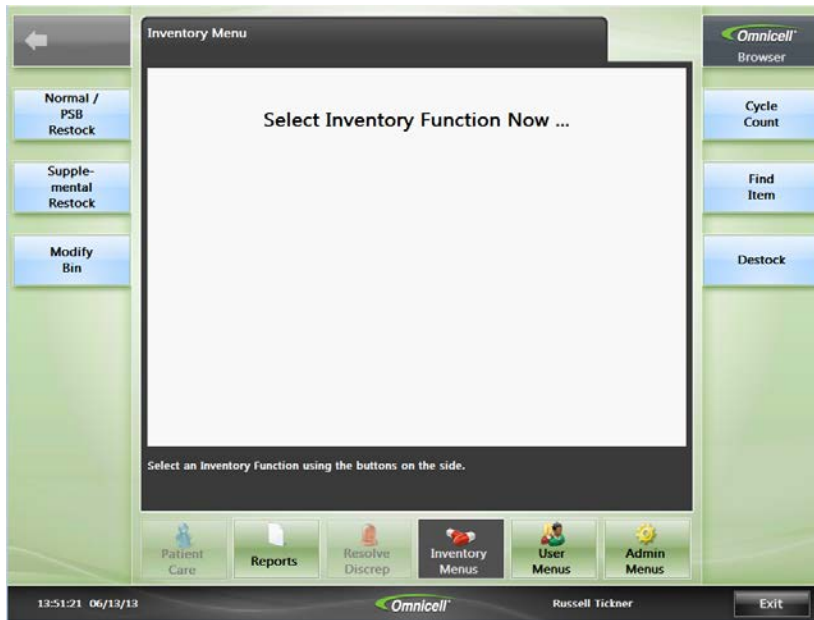 Inventory Menu
Omnicell
Browser
Normal /
PSB
Restock
Select Inventory Function Now ...
Cycle
Count
Supple-
mental
Restock
Find
Item
Modify
Bin
Destock
Select an Inventory Function using the buttons on the side.
Patient
Care
Reports
Resolve
Discrep
Inventory
Menus
User
Menus
Admin
Menus
13:51:21 06/13/13
Omnicell
Russell Tickner
Exit